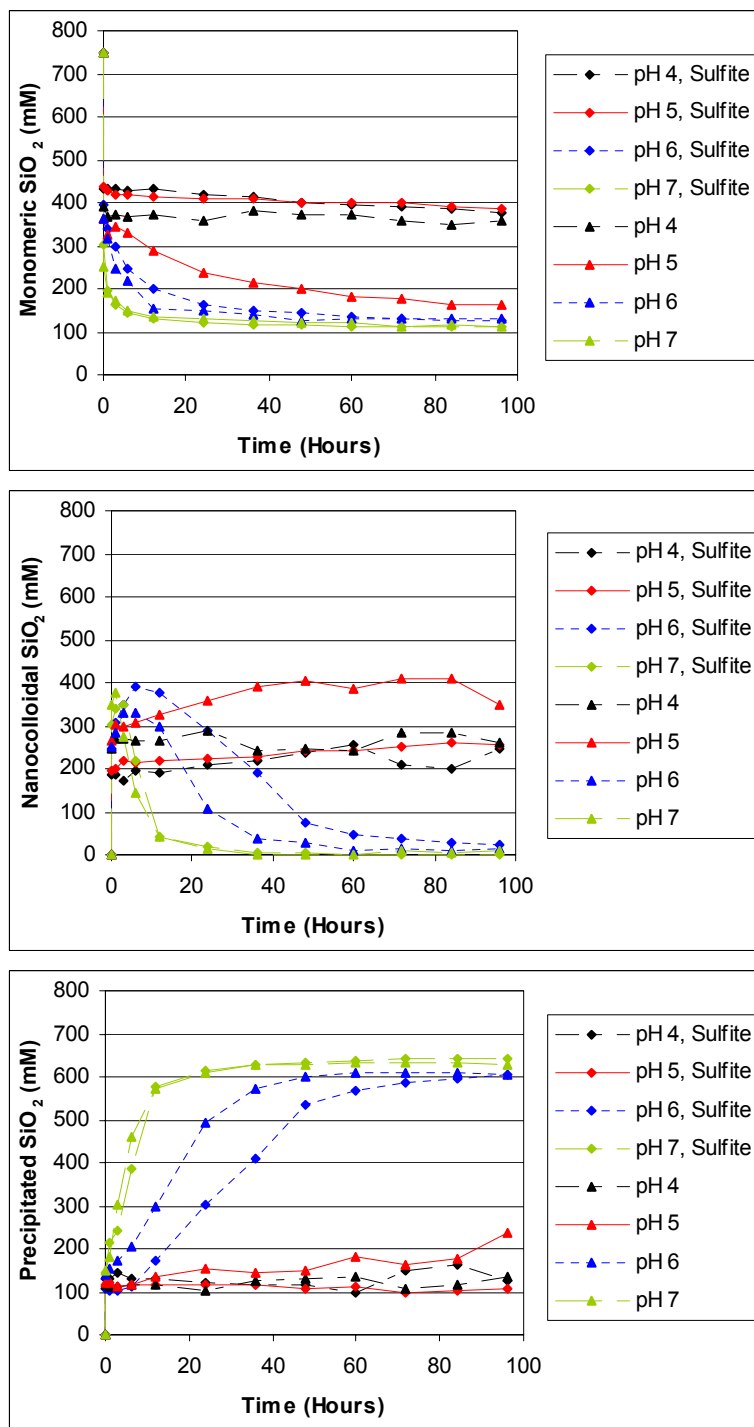 Monomeric SiO2 (mM)
800
700
600
500
400
300
200
100
0
0 20 40 60 80 100
Time (Hours)
pH 4, Sulfite
pH 5, Sulfite
pH 6, Sulfite
pH 7, Sulfite
pH 4
pH 5
pH 6
pH 7
Nanocolloidal SiO2 (mM)
800
700
600
500
400
300
200
100
0
0 20 40 60 80 100
Time (Hours)
pH 4, Sulfite
pH 5, Sulfite
pH 6, Sulfite
pH 7, Sulfite
pH 4
pH 5
pH 6
pH 7
Precipitated SiO2 (mM)
800
700
600
500
400
300
200
100
0
0 20 40 60 80 100
Time (Hours)
pH 4, Sulfite
pH 5, Sulfite
pH 6, Sulfite
pH 7, Sulfite
pH 4
pH 5
pH 6
pH 7